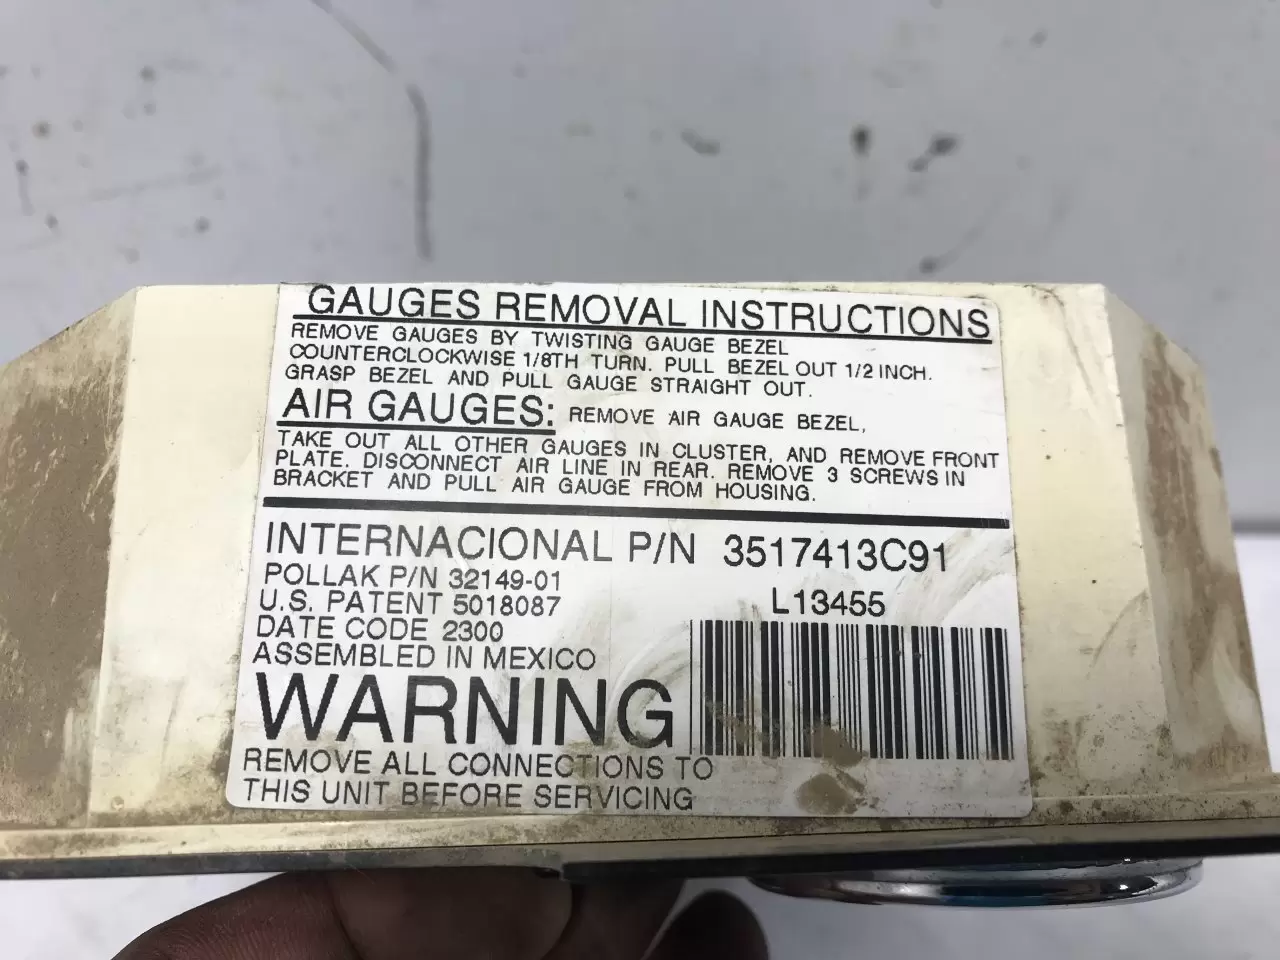 GAUGES REMOVAL INSTRUCTIONS
REMOVE GAUGES BY TWISTING GAUGE BEZEL
COUNTERCLOCKWISE 1/8TH TURN. PULL BEZEL OUT 1/2 INCH.
GRASP BEZEL AND PULL GAUGE STRAIGHT OUT.
AIR GAUGES: REMOVE AIR GAUGE BEZEL,
TAKE OUT ALL OTHER GAUGES IN CLUSTER, AND REMOVE FRONT
PLATE. DISCONNECT AIR LINE IN REAR. REMOVE 3 SCREWS IN
BRACKET AND PULL AIR GAUGE FROM HOUSING.
INTERNACIONAL P/N 3517413C91
POLLAK P/N 32149-01
U.S. PATENT 5018087 L13455
DATE CODE 2300
ASSEMBLED IN MEXICO
WARNING
REMOVE ALL CONNECTIONS TO
THIS UNIT BEFORE SERVICING